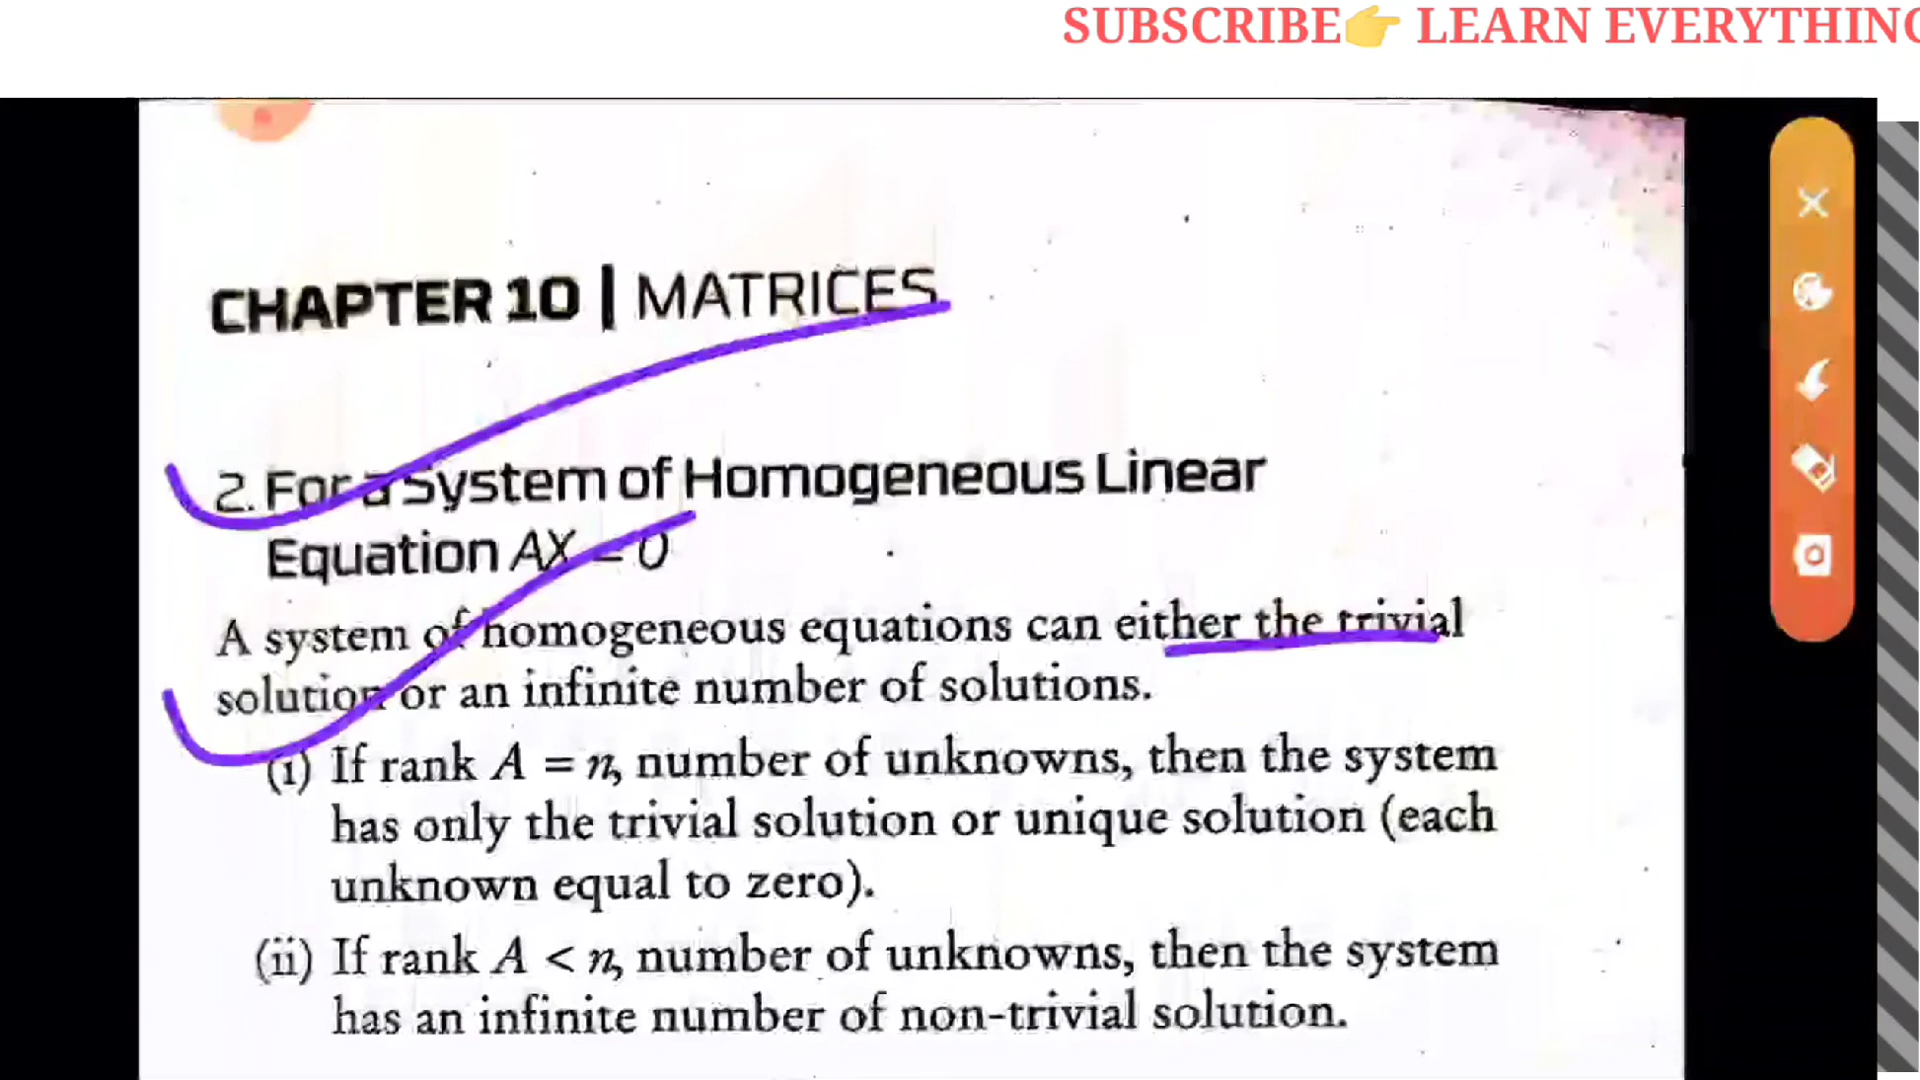 SUBSCRIBE👉 LEARN EVERYTHING
CHAPTER 10 | MATRICES
2. For a System of Homogeneous Linear
Equation AX = 0
A system of homogeneous equations can either the trivial
solution or an infinite number of solutions.
(i) If rank A = n, number of unknowns, then the system
has only the trivial solution or unique solution (each
unknown equal to zero).
(ii) If rank A < n, number of unknowns, then the system
has an infinite number of non-trivial solution.